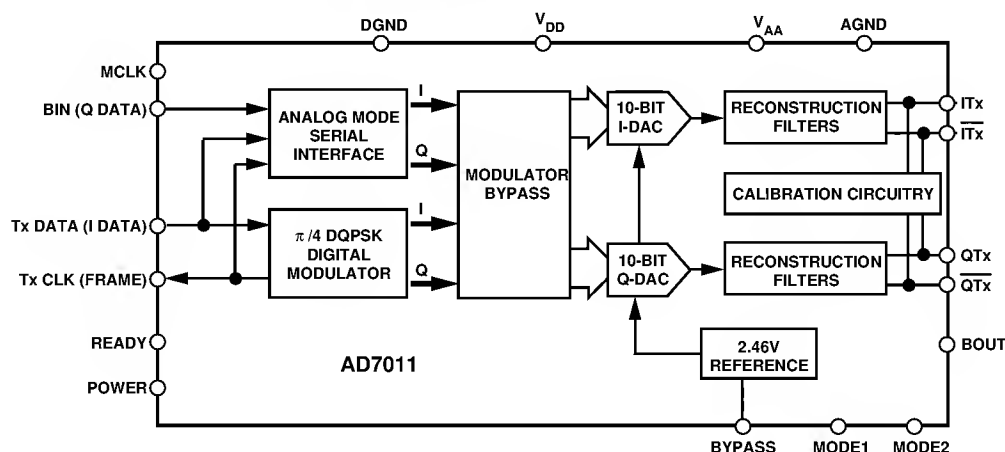 DGND
V_DD
V_AA
AGND
MCLK
BIN (Q DATA)
Tx DATA (I DATA)
Tx CLK (FRAME)
READY
POWER
ANALOG MODE
SERIAL
INTERFACE
I
Q
π/4 DQPSK
DIGITAL
MODULATOR
I
Q
MODULATOR
BYPASS
10-BIT
I-DAC
10-BIT
Q-DAC
RECONSTRUCTION
FILTERS
CALIBRATION CIRCUITRY
RECONSTRUCTION
FILTERS
2.46V
REFERENCE
AD7011
ITx
I̅T̅x̅
QTx
Q̅T̅x̅
BOUT
BYPASS
MODE1
MODE2